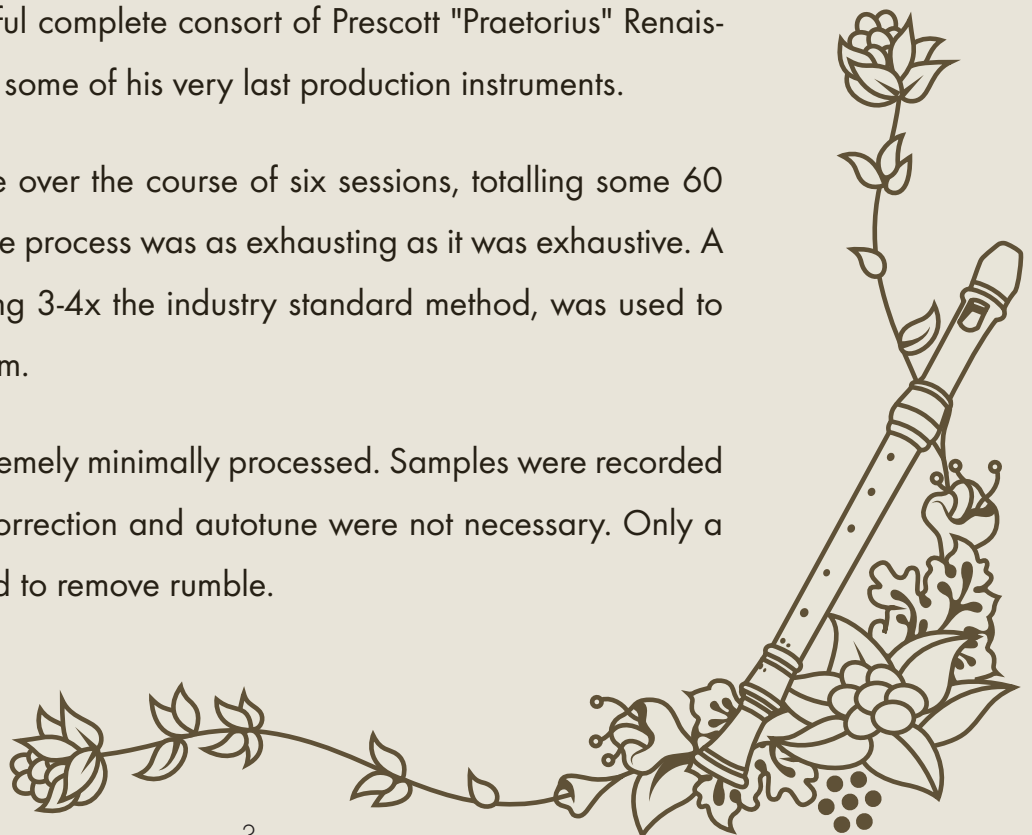 ful complete consort of Prescott "Praetorius" Renais-
some of his very last production instruments.
over the course of six sessions, totalling some 60
process was as exhausting as it was exhaustive. A
ng 3-4x the industry standard method, was used to
m.
emely minimally processed. Samples were recorded
orrection and autotune were not necessary. Only a
d to remove rumble.